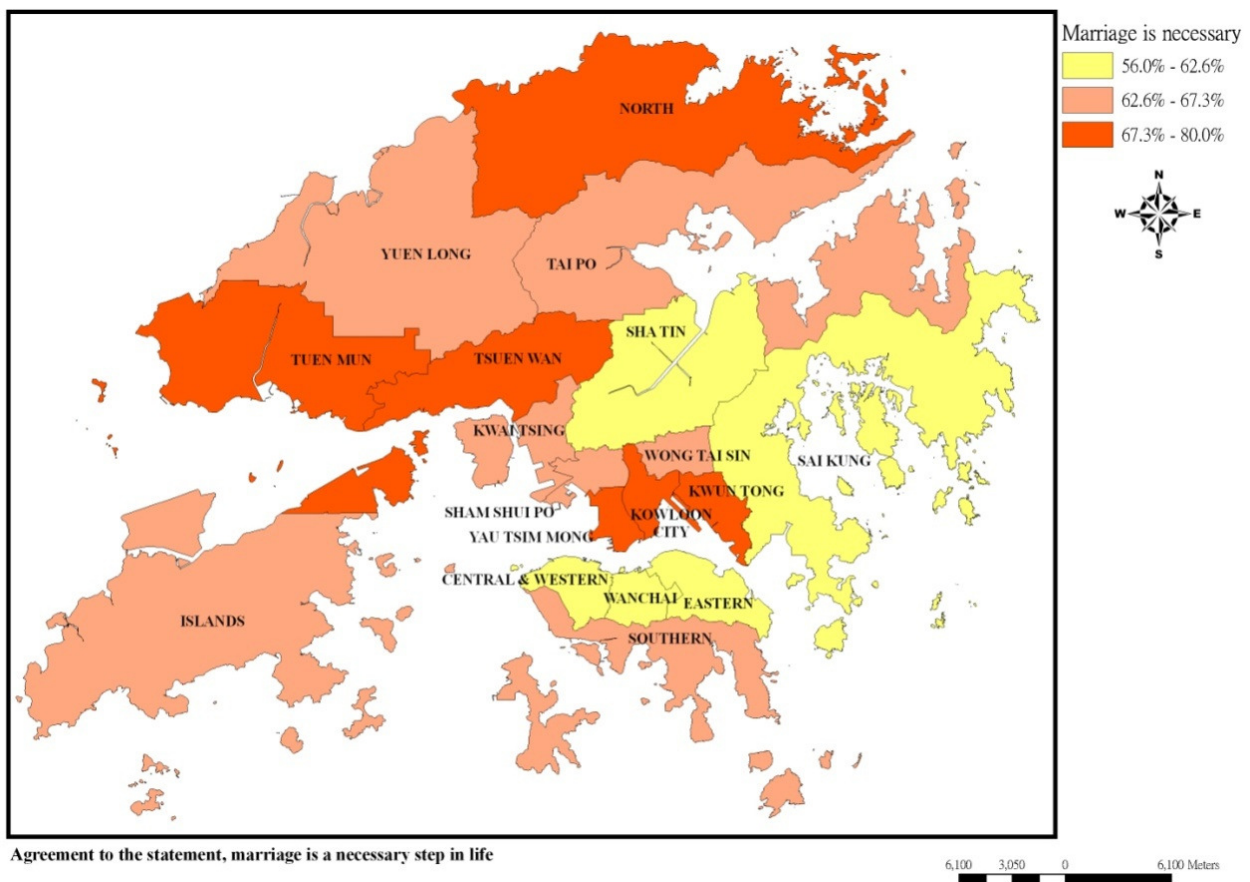 Marriage is necessary
56.0% - 62.6%
62.6% - 67.3%
67.3% - 80.0%
N
W E
S
NORTH
YUEN LONG
TAI PO
SHA TIN
TUEN MUN
TSUEN WAN
KWAI TSING
WONG TAI SIN
SAI KUNG
KWUN TONG
SHAM SHUI PO
KOWLOON
CITY
YAU TSIM MONG
CENTRAL & WESTERN
WANCHAI
EASTERN
ISLANDS
SOUTHERN
Agreement to the statement, marriage is a necessary step in life
6,100 3,050 0 6,100 Meters